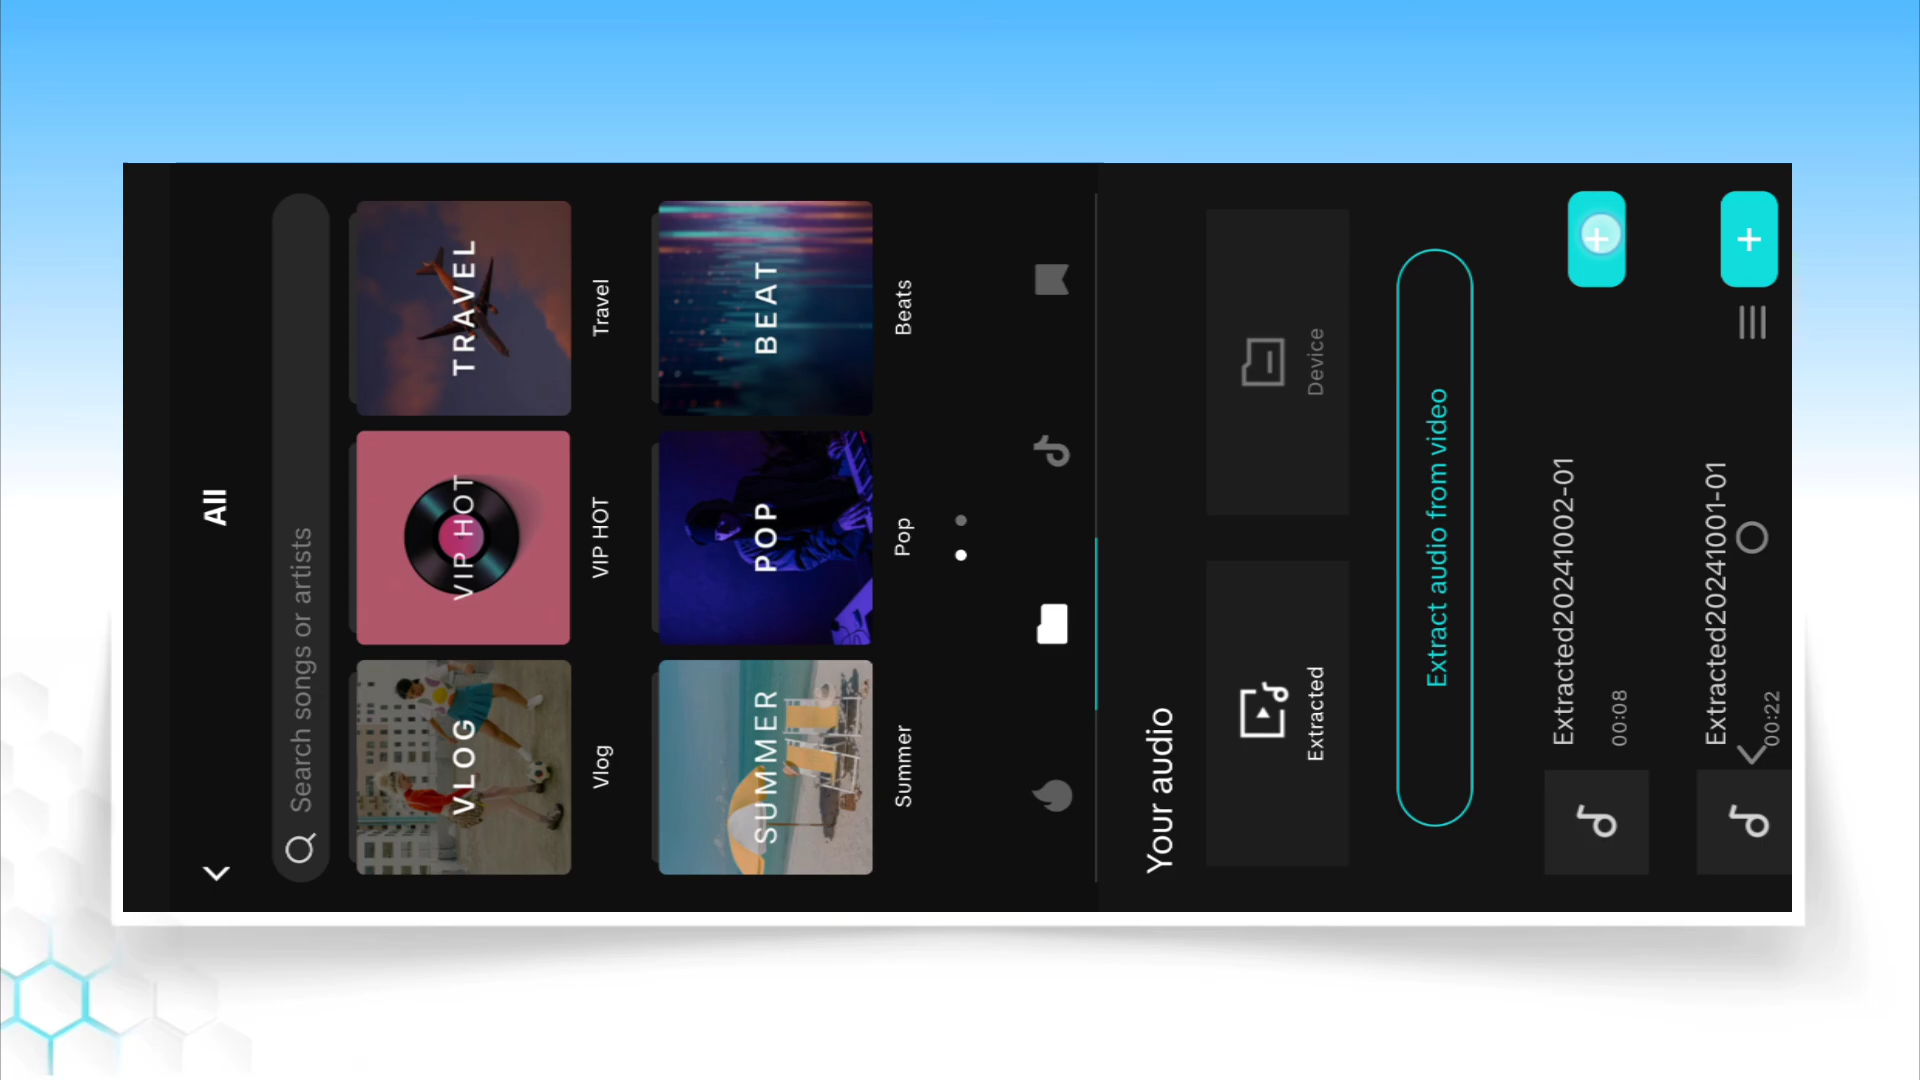 All
Search songs or artists
VLOG
VIP HOT
TRAVEL
Vlog
VIP HOT
Travel
SUMMER
POP
BEAT
Summer
Pop
Beats
Your audio
Extracted
Device
Extract audio from video
Extracted20241002-01
00:08
Extracted20241001-01
00:22